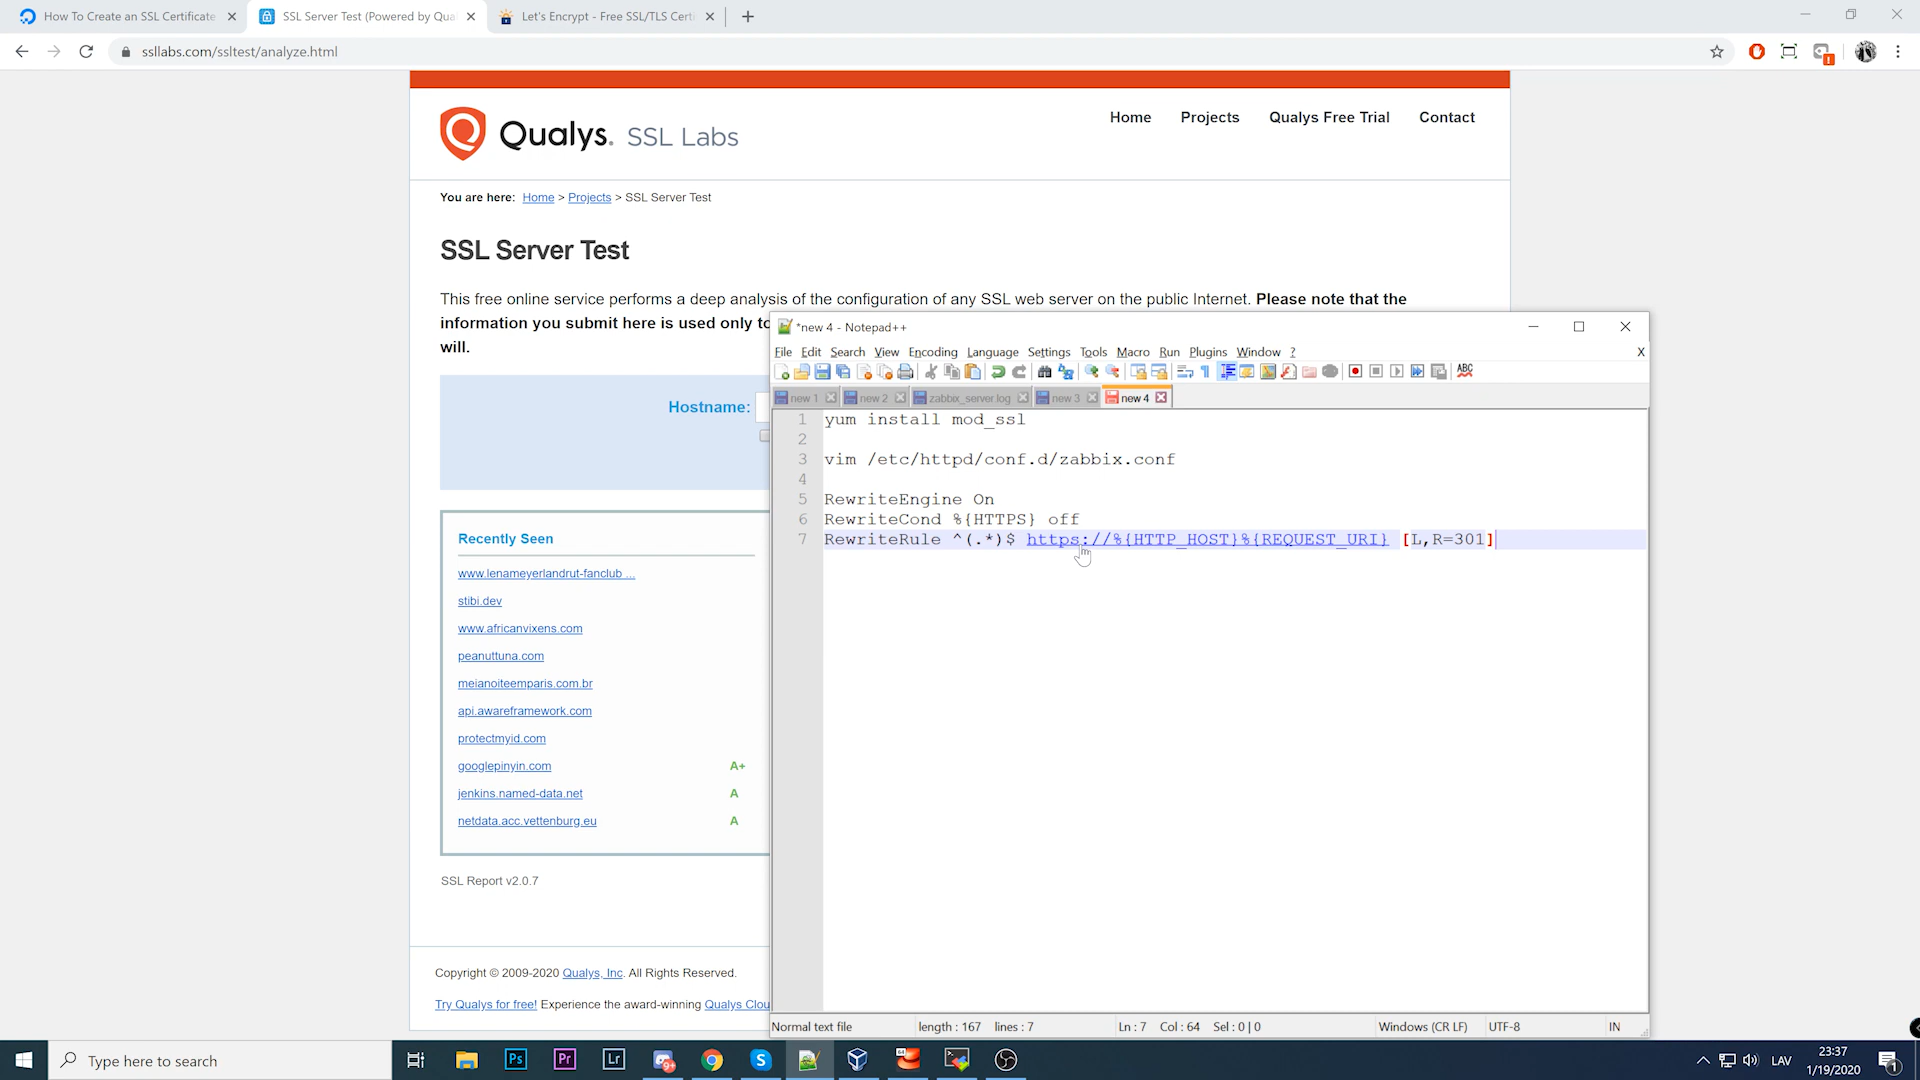 How To Create an SSL Certificate
SSL Server Test (Powered by Qua
Let's Encrypt - Free SSL/TLS Certi
ssllabs.com/ssltest/analyze.html
Qualys. SSL Labs
Home Projects Qualys Free Trial Contact
You are here: Home > Projects > SSL Server Test
SSL Server Test
This free online service performs a deep analysis of the configuration of any SSL web server on the public Internet. Please note that the
information you submit here is used only to
will.
Hostname:
Recently Seen
www.lenameyerlandrut-fanclub ...
stibi.dev
www.africanvixens.com
peanuttuna.com
meianoiteemparis.com.br
api.awareframework.com
protectmyid.com
googlepinyin.com A+
jenkins.named-data.net A
netdata.acc.vettenburg.eu A
SSL Report v2.0.7
Copyright © 2009-2020 Qualys, Inc. All Rights Reserved.
Try Qualys for free! Experience the award-winning Qualys Clou
*new 4 - Notepad++
File Edit Search View Encoding Language Settings Tools Macro Run Plugins Window ? X
new 1 new 2 zabbix_server.log new 3 new 4
1 yum install mod_ssl
2
3 vim /etc/httpd/conf.d/zabbix.conf
4
5 RewriteEngine On
6 RewriteCond %{HTTPS} off
7 RewriteRule ^(.*)$ https://%{HTTP_HOST}%{REQUEST_URI} [L,R=301]
Normal text file length : 167 lines : 7 Ln : 7 Col : 64 Sel : 0 | 0 Windows (CR LF) UTF-8 IN
Type here to search
Ps Pr Lr
LAV
23:37
1/19/2020